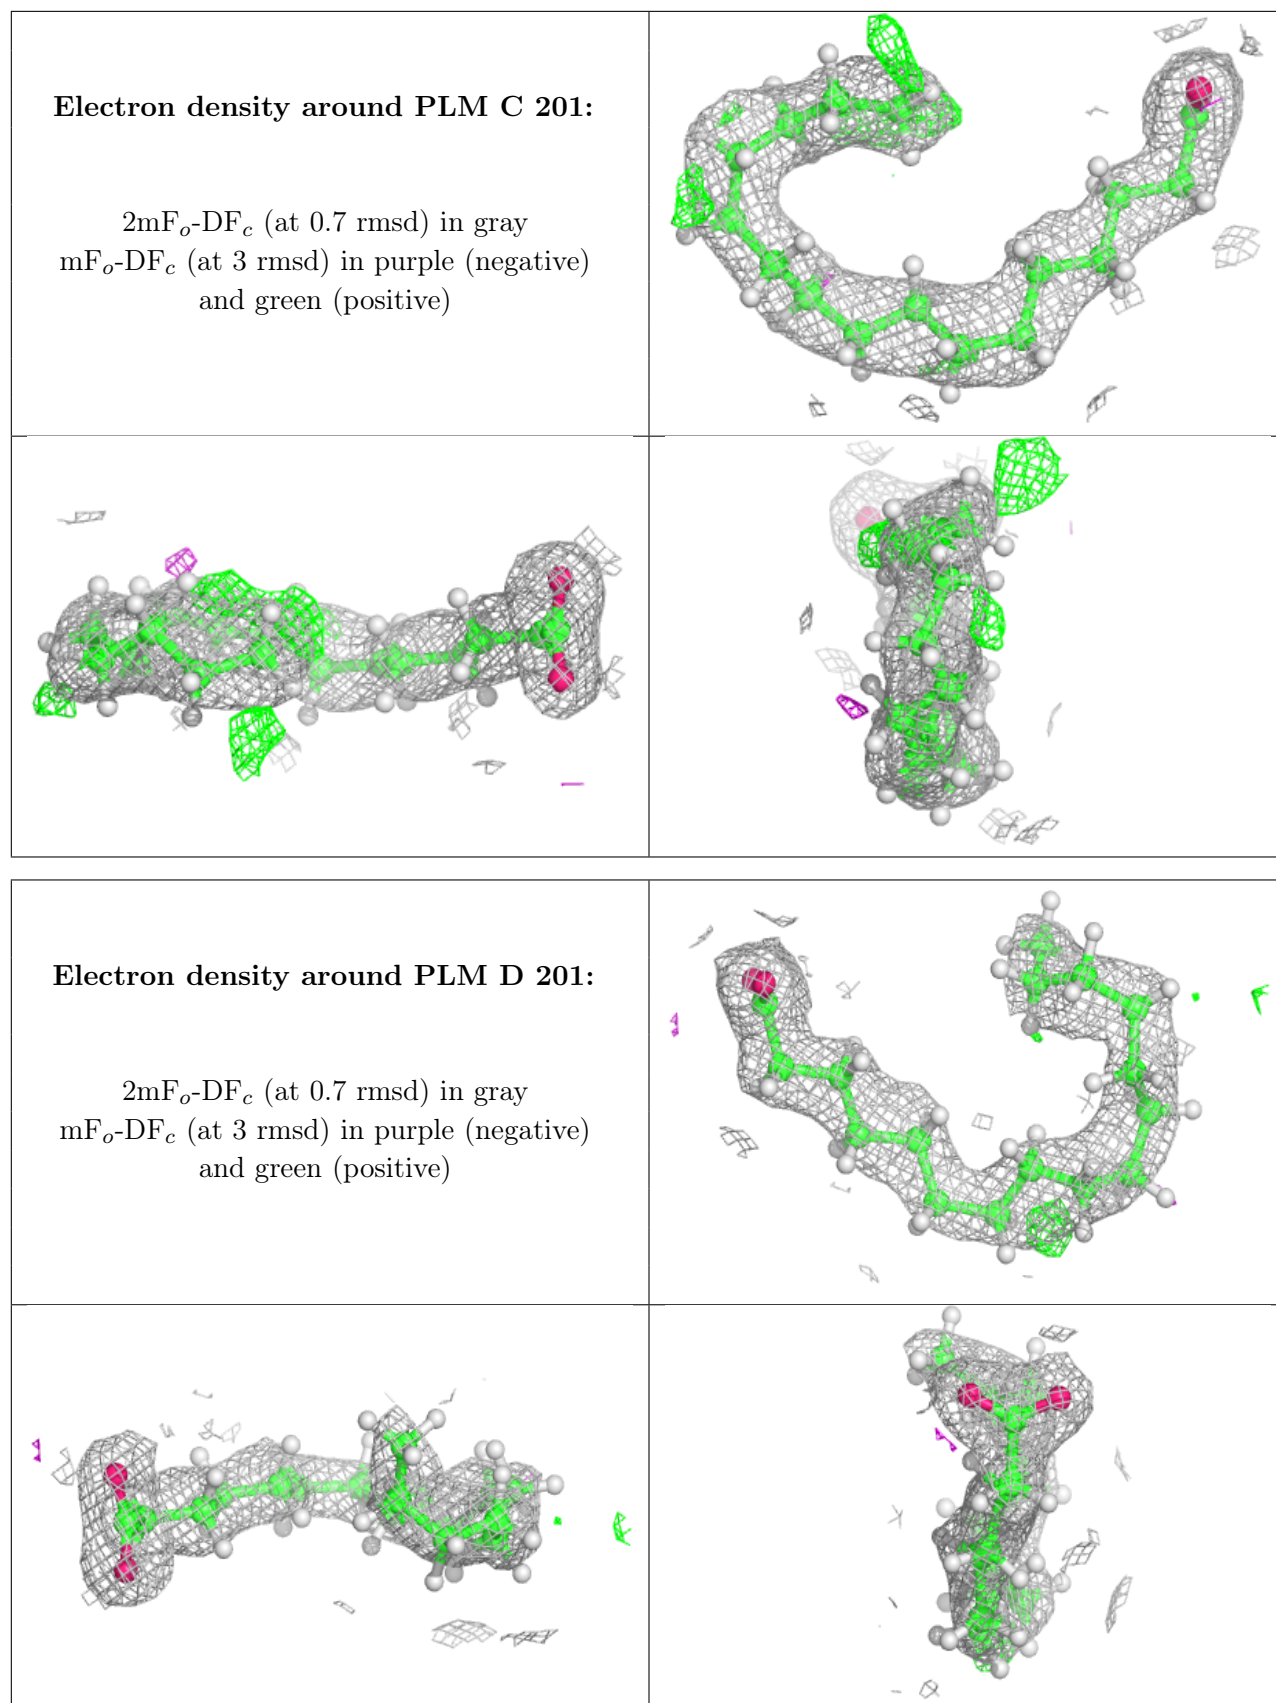 Electron density around PLM C 201:
2mFo-DFc (at 0.7 rmsd) in gray
mFo-DFc (at 3 rmsd) in purple (negative)
and green (positive)
Electron density around PLM D 201:
2mFo-DFc (at 0.7 rmsd) in gray
mFo-DFc (at 3 rmsd) in purple (negative)
and green (positive)